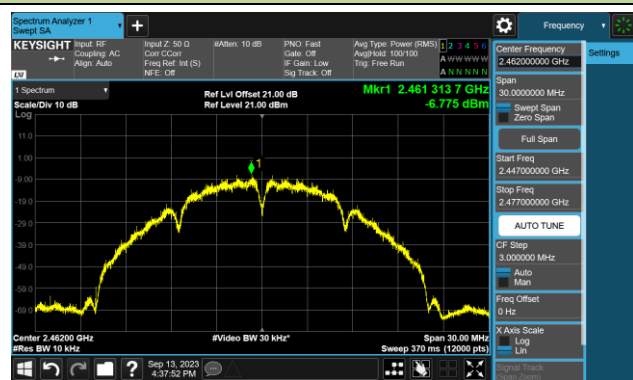 Spectrum Analyzer 1
Swept SA
Frequency
KEYSIGHT
Input: RF
Coupling: AC
Align: Auto
Input Z: 50 Ω
Corr CCorr
Freq Ref: Int (S)
NFE: Off
#Atten: 10 dB
PNO: Fast
Gate: Off
IF Gain: Low
Sig Track: Off
Avg Type: Power (RMS)
Avg|Hold: 100/100
Trig: Free Run
1 2 3 4 5 6
A W W W W W
A N N N N N
LXI
1 Spectrum
Scale/Div 10 dB
Log
Ref Lvl Offset 21.00 dB
Ref Level 21.00 dBm
Mkr1 2.461 313 7 GHz
-6.775 dBm
1
11.0
1.00
-9.00
-19.0
-29.0
-39.0
-49.0
-59.0
-69.0
Center 2.46200 GHz
#Res BW 10 kHz
#Video BW 30 kHz*
Span 30.00 MHz
Sweep 370 ms (12000 pts)
Sep 13, 2023
4:37:52 PM
Center Frequency
2.462000000 GHz
Settings
Span
30.0000000 MHz
Swept Span
Zero Span
Full Span
Start Freq
2.447000000 GHz
Stop Freq
2.477000000 GHz
AUTO TUNE
CF Step
3.000000 MHz
Auto
Man
Freq Offset
0 Hz
X Axis Scale
Log
Lin
Signal Track
(Span Zoom)